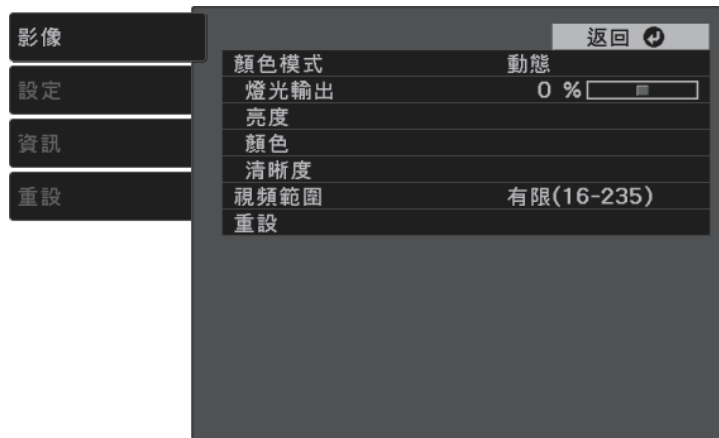 影像
設定
資訊
重設
返回
顏色模式 動態
燈光輸出 0 %
亮度
顏色
清晰度
視頻範圍 有限(16-235)
重設